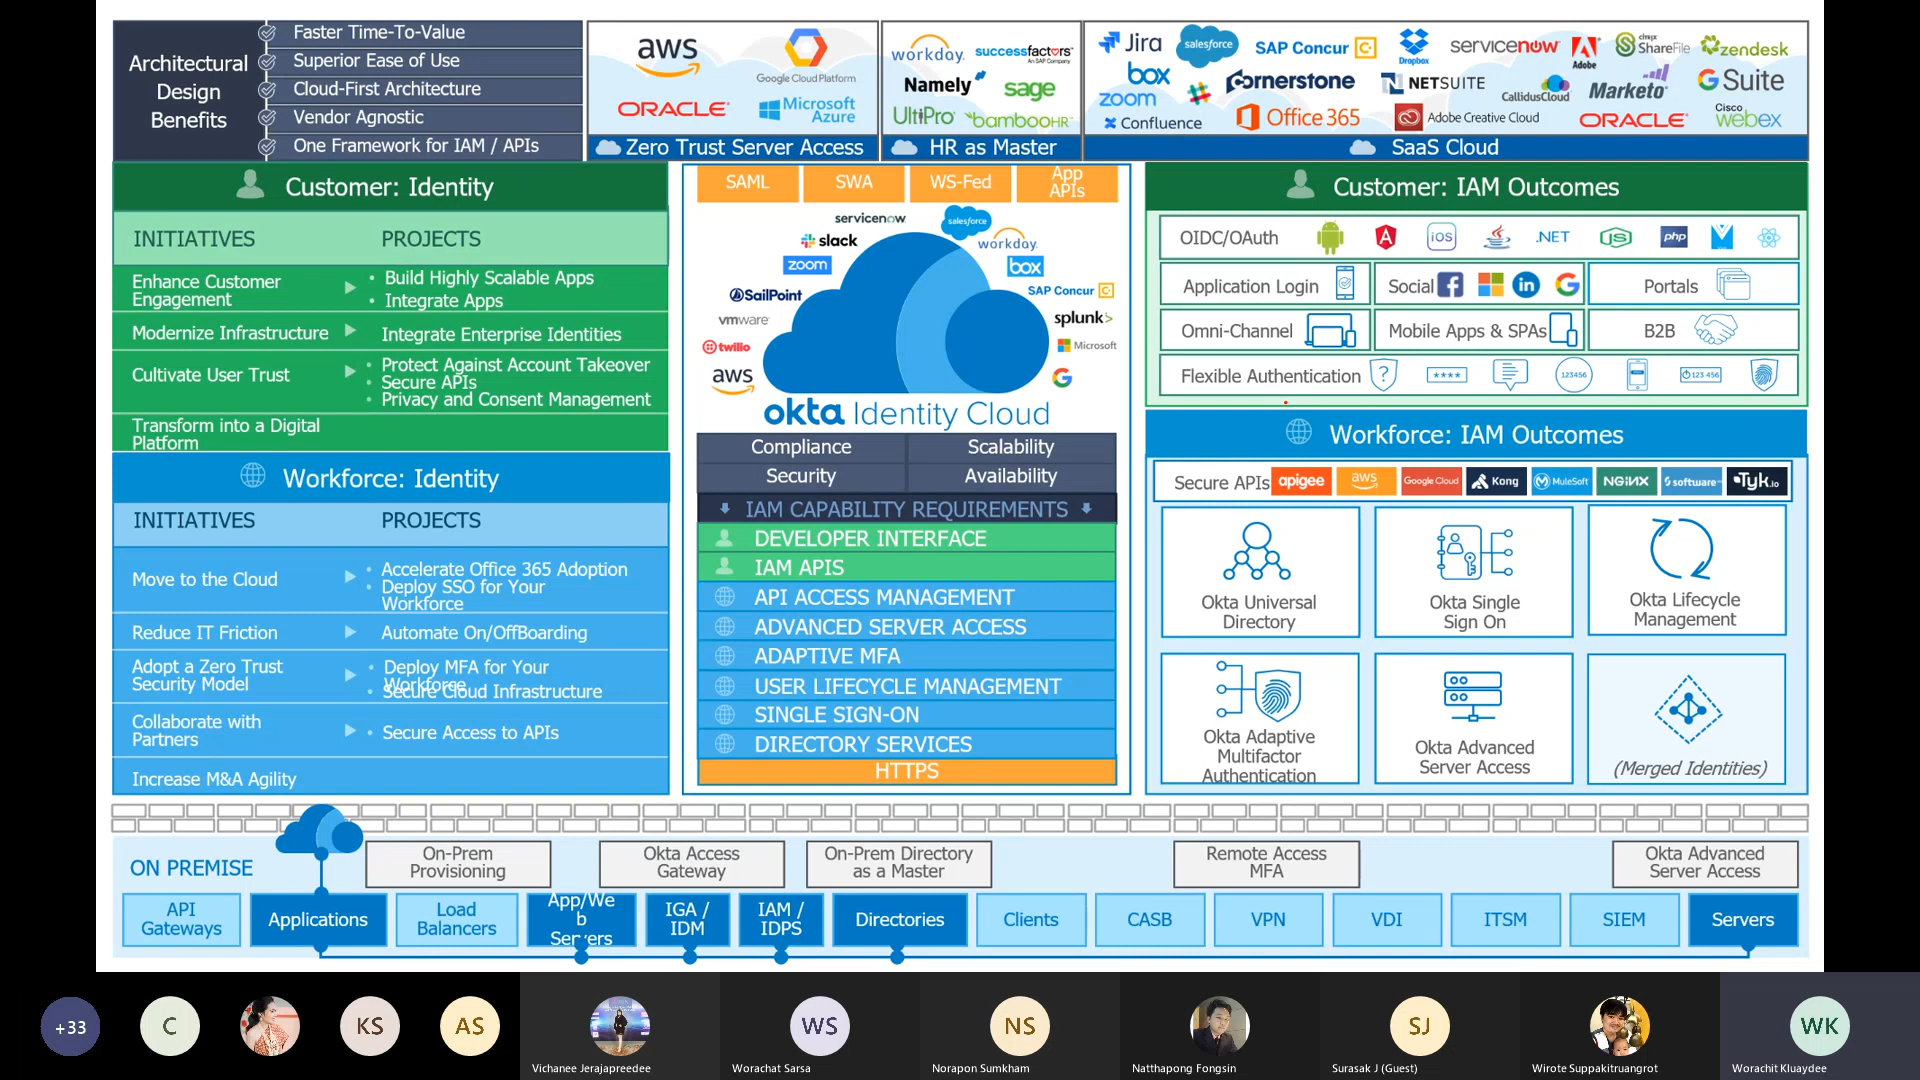 Architectural
Design
Benefits
Faster Time-To-Value
Superior Ease of Use
Cloud-First Architecture
Vendor Agnostic
One Framework for IAM / APIs
aws
Google Cloud Platform
ORACLE
Microsoft
Azure
Zero Trust Server Access
workday.
successfactors
An SAP Company
Namely
sage
UltiPro
bambooHR
HR as Master
Jira
salesforce
SAP Concur
Dropbox
servicenow
Adobe
citrix
ShareFile
zendesk
box
Cornerstone
NETSUITE
CallidusCloud
Marketo
G Suite
zoom
Confluence
Office 365
Adobe Creative Cloud
ORACLE
Cisco
webex
SaaS Cloud
Customer: Identity
INITIATIVES
PROJECTS
Enhance Customer
Engagement
• Build Highly Scalable Apps
• Integrate Apps
Modernize Infrastructure
Integrate Enterprise Identities
Cultivate User Trust
• Protect Against Account Takeover
• Secure APIs
• Privacy and Consent Management
Transform into a Digital
Platform
Workforce: Identity
INITIATIVES
PROJECTS
Move to the Cloud
• Accelerate Office 365 Adoption
• Deploy SSO for Your
Workforce
Reduce IT Friction
Automate On/OffBoarding
Adopt a Zero Trust
Security Model
• Deploy MFA for Your
Workforce
• Secure Cloud Infrastructure
Collaborate with
Partners
• Secure Access to APIs
Increase M&A Agility
SAML
SWA
WS-Fed
App
APIs
servicenow
salesforce
slack
workday.
zoom
box
SailPoint
SAP Concur
vmware
splunk>
twilio
Microsoft
aws
okta Identity Cloud
Compliance
Scalability
Security
Availability
IAM CAPABILITY REQUIREMENTS
DEVELOPER INTERFACE
IAM APIS
API ACCESS MANAGEMENT
ADVANCED SERVER ACCESS
ADAPTIVE MFA
USER LIFECYCLE MANAGEMENT
SINGLE SIGN-ON
DIRECTORY SERVICES
HTTPS
Customer: IAM Outcomes
OIDC/OAuth
iOS
Java
.NET
JS
php
Application Login
Social
Portals
Omni-Channel
Mobile Apps & SPAs
B2B
Flexible Authentication
?
****
123456
123 456
Workforce: IAM Outcomes
Secure APIs
apigee
aws
Google Cloud
Kong
MuleSoft
NGINX
software
Tyk.io
Okta Universal
Directory
Okta Single
Sign On
Okta Lifecycle
Management
Okta Adaptive
Multifactor
Authentication
Okta Advanced
Server Access
(Merged Identities)
ON PREMISE
On-Prem
Provisioning
Okta Access
Gateway
On-Prem Directory
as a Master
Remote Access
MFA
Okta Advanced
Server Access
API
Gateways
Applications
Load
Balancers
App/We
b
Servers
IGA /
IDM
IAM /
IDPS
Directories
Clients
CASB
VPN
VDI
ITSM
SIEM
Servers
+33
C
KS
AS
WS
NS
SJ
WK
Vichanee Jerajapreedee
Worachat Sarsa
Norapon Sumkham
Natthapong Fongsin
Surasak J (Guest)
Wirote Suppakitruangrot
Worachit Kluaydee